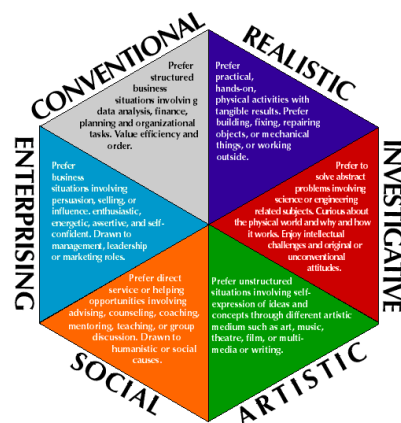 CONVENTIONAL
Prefer
structured
business
situations involving g
data analysis, finance,
planning and organizational
tasks. Value efficiency and
order.
REALISTIC
Prefer
practical,
hands-on,
physical activities with
tangible results. Prefer
building, fixing, repairing
objects, or mechanical
things, or working
outside.
ENTERPRISING
Prefer
business
situations involving
persuasion, selling, or
influence. enthusiastic,
energetic, assertive, and self-
confident. Drawn to
management, leadership
or marketing roles.
INVESTIGATIVE
Prefer to
solve abstract
problems involving
science or engineering
related subjects. Curious about
the physical world and why and how
it works. Enjoy intellectual
challenges and original or
unconventional
attitudes.
SOCIAL
Prefer direct
service or helping
opportunities involving
advising, counseling, coaching,
mentoring, teaching, or group
discussion. Drawn to
humanistic or social
causes.
ARTISTIC
Prefer unstructured
situations involving self-
expression of ideas and
concepts through different artistic
medium such as art, music,
theatre, film, or multi-
media or writing.